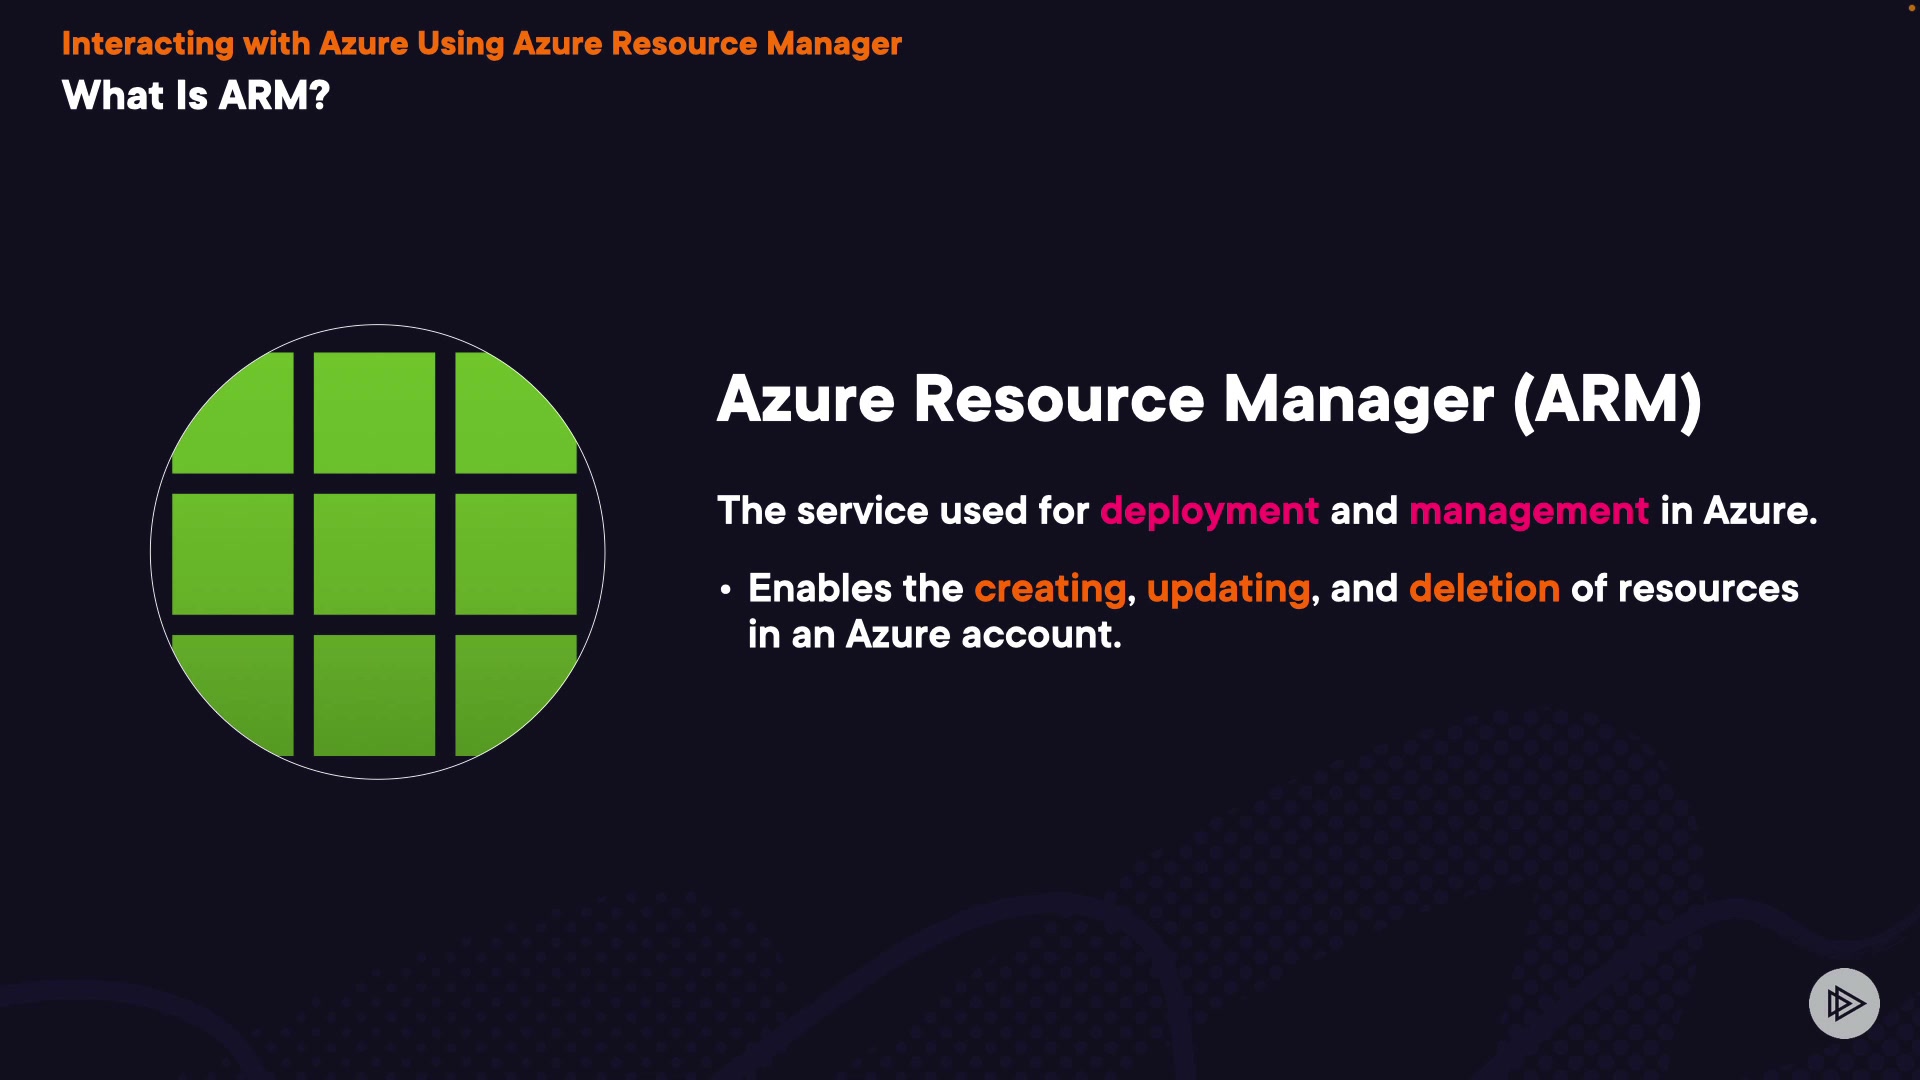 Interacting with Azure Using Azure Resource Manager
What Is ARM?
Azure Resource Manager (ARM)
The service used for deployment and management in Azure.
• Enables the creating, updating, and deletion of resources
in an Azure account.